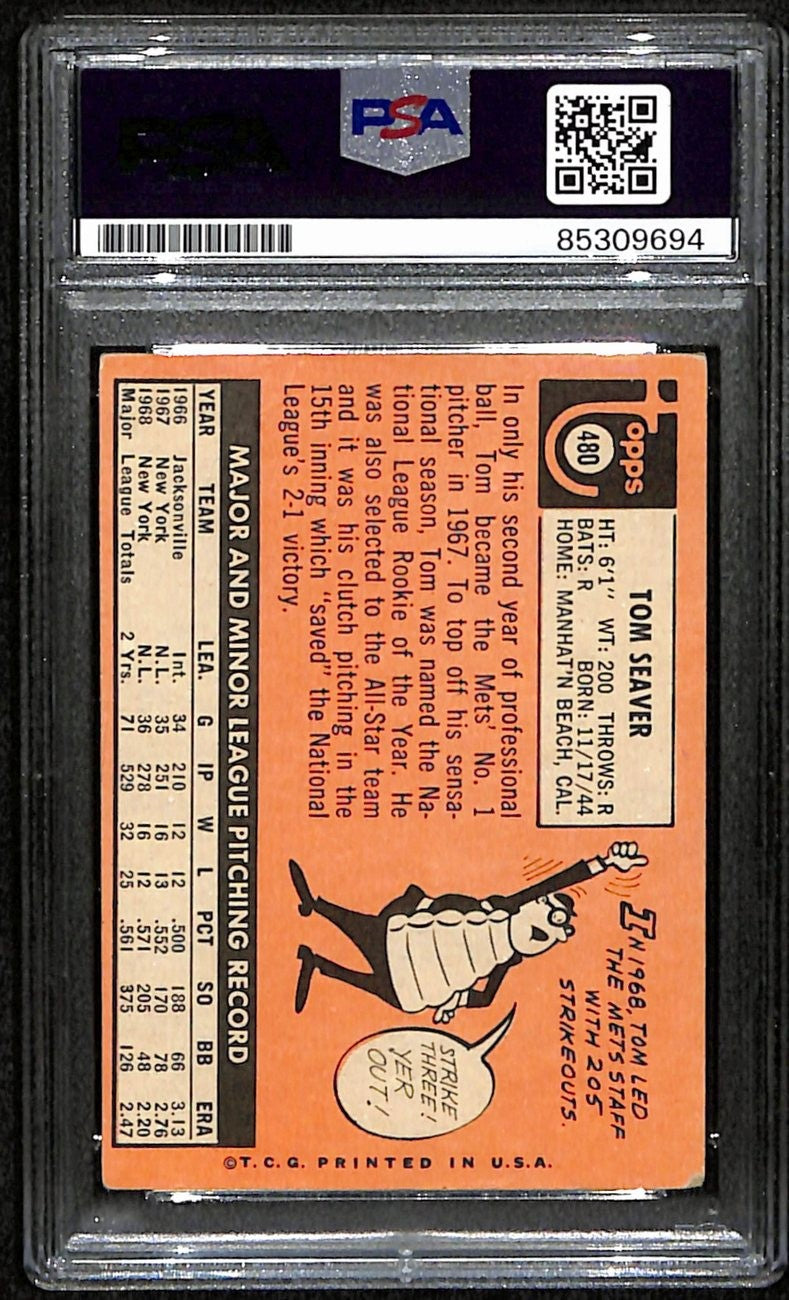 PSA
85309694
Topps
480
TOM SEAVER
HT: 6'1" WT: 200 THROWS: R
BATS: R BORN: 11/17/44
HOME: MANHAT'N BEACH, CAL.
In only his second year of professional
ball, Tom became the Mets' No. 1
pitcher in 1967. To top off his sensa-
tional season, Tom was named the Na-
tional League Rookie of the Year. He
was also selected to the All-Star team
and it was his clutch pitching in the
15th inning which "saved" the National
League's 2-1 victory.
IN 1968, TOM LED
THE METS STAFF
WITH 205
STRIKEOUTS.
STRIKE
THREE!
YER
OUT!
MAJOR AND MINOR LEAGUE PITCHING RECORD
YEAR TEAM LEA. G IP W L PCT SO BB ERA
1966 Jacksonville Int. 34 210 12 12 .500 188 66 3.13
1967 New York N.L. 35 251 16 13 .552 170 78 2.76
1968 New York N.L. 36 278 16 12 .571 205 48 2.20
Major League Totals 2 Yrs. 71 529 32 25 .561 375 126 2.47
©T.C.G. PRINTED IN U.S.A.